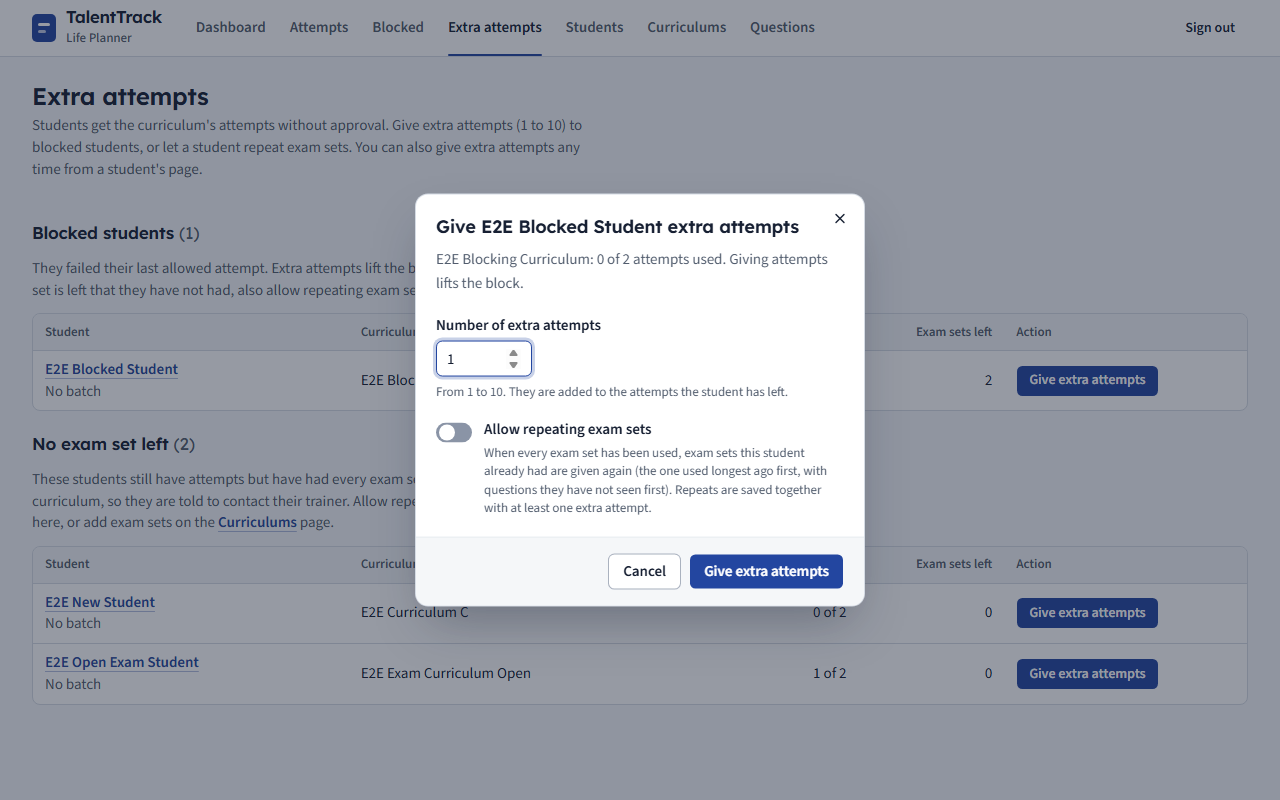 TalentTrack
Life Planner
Dashboard
Attempts
Blocked
Extra attempts
Students
Curriculums
Questions
Sign out
Extra attempts
Students get the curriculum's attempts without approval. Give extra attempts (1 to 10) to
blocked students, or let a student repeat exam sets. You can also give extra attempts any
time from a student's page.
Blocked students (1)
They failed their last allowed attempt. Extra attempts lift the
set is left that they have not had, also allow repeating exam
Student
Exam sets left
Action
E2E Blocked Student
No batch
E2E
2
Give extra attempts
No exam set left (2)
These students still have attempts but have had every exam
curriculum, so they are told to contact their trainer. Allow
here, or add exam sets on the Curriculums page.
Student
Exam sets left
Action
E2E New Student
No batch
E2E Curriculum C
0 of 2
0
Give extra attempts
E2E Open Exam Student
No batch
E2E Exam Curriculum Open
1 of 2
0
Give extra attempts
Give E2E Blocked Student extra attempts
E2E Blocking Curriculum: 0 of 2 attempts used. Giving attempts
lifts the block.
Number of extra attempts
1
From 1 to 10. They are added to the attempts the student has left.
Allow repeating exam sets
When every exam set has been used, exam sets this student
already had are given again (the one used longest ago first, with
questions they have not seen first). Repeats are saved together
with at least one extra attempt.
Cancel
Give extra attempts